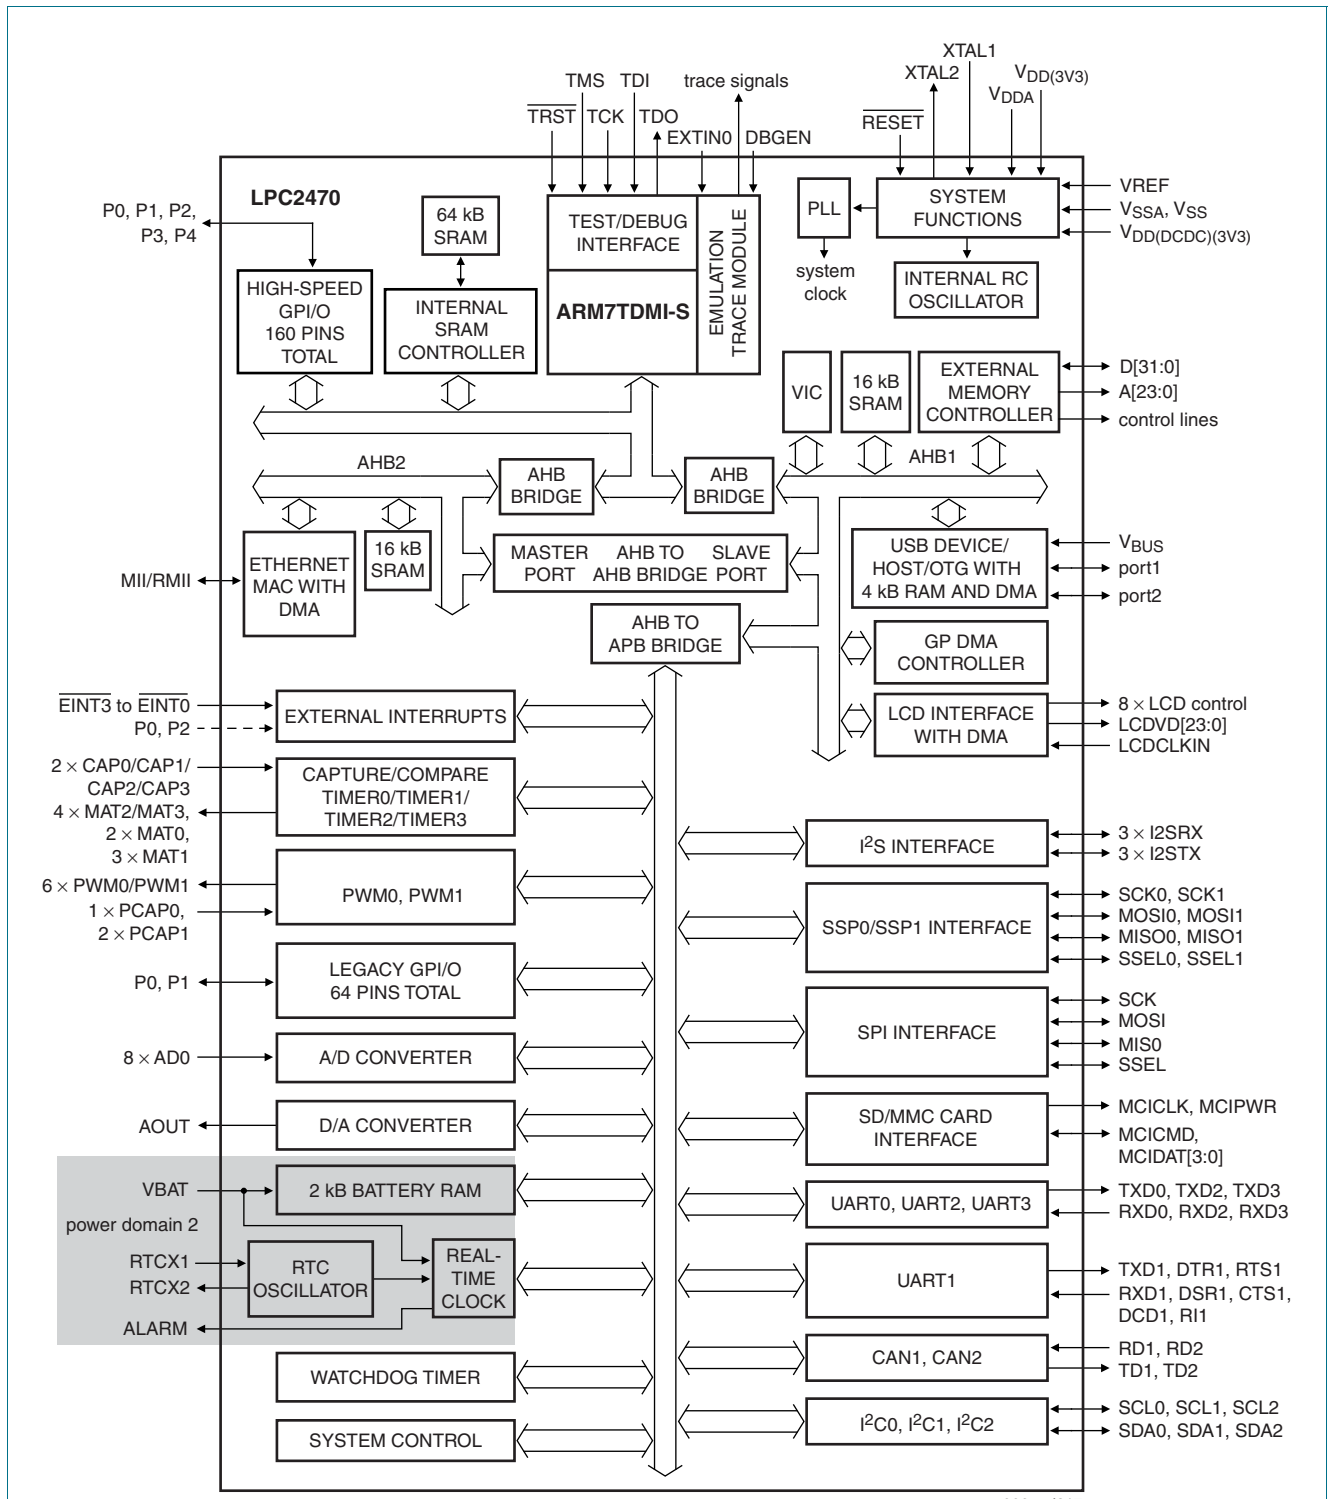 XTAL1
XTAL2
VDD(3V3)
VDDA
RESET
TMS TDI trace signals
TRST TCK TDO
EXTIN0 DBGEN
LPC2470
P0, P1, P2,
P3, P4
64 kB
SRAM
TEST/DEBUG
INTERFACE
EMULATION
TRACE MODULE
PLL
SYSTEM
FUNCTIONS
VREF
VSSA, VSS
VDD(DCDC)(3V3)
system
clock
INTERNAL RC
OSCILLATOR
HIGH-SPEED
GPI/O
160 PINS
TOTAL
INTERNAL
SRAM
CONTROLLER
ARM7TDMI-S
VIC
16 kB
SRAM
EXTERNAL
MEMORY
CONTROLLER
D[31:0]
A[23:0]
control lines
AHB2
AHB
BRIDGE
AHB
BRIDGE
AHB1
ETHERNET
MAC WITH
DMA
MII/RMII
16 kB
SRAM
MASTER
PORT
AHB TO
AHB BRIDGE
SLAVE
PORT
USB DEVICE/
HOST/OTG WITH
4 kB RAM AND DMA
VBUS
port1
port2
AHB TO
APB BRIDGE
GP DMA
CONTROLLER
LCD INTERFACE
WITH DMA
8 × LCD control
LCDVD[23:0]
LCDCLKIN
EINT3 to EINT0
P0, P2
EXTERNAL INTERRUPTS
2 × CAP0/CAP1/
CAP2/CAP3
4 × MAT2/MAT3,
2 × MAT0,
3 × MAT1
CAPTURE/COMPARE
TIMER0/TIMER1/
TIMER2/TIMER3
I2S INTERFACE
3 × I2SRX
3 × I2STX
6 × PWM0/PWM1
1 × PCAP0,
2 × PCAP1
PWM0, PWM1
SSP0/SSP1 INTERFACE
SCK0, SCK1
MOSI0, MOSI1
MISO0, MISO1
SSEL0, SSEL1
P0, P1
LEGACY GPI/O
64 PINS TOTAL
SPI INTERFACE
SCK
MOSI
MIS0
SSEL
8 × AD0
A/D CONVERTER
AOUT
D/A CONVERTER
SD/MMC CARD
INTERFACE
MCICLK, MCIPWR
MCICMD,
MCIDAT[3:0]
VBAT
2 kB BATTERY RAM
power domain 2
UART0, UART2, UART3
TXD0, TXD2, TXD3
RXD0, RXD2, RXD3
RTCX1
RTCX2
RTC
OSCILLATOR
REAL-
TIME
CLOCK
ALARM
UART1
TXD1, DTR1, RTS1
RXD1, DSR1, CTS1,
DCD1, RI1
WATCHDOG TIMER
CAN1, CAN2
RD1, RD2
TD1, TD2
SYSTEM CONTROL
I2C0, I2C1, I2C2
SCL0, SCL1, SCL2
SDA0, SDA1, SDA2